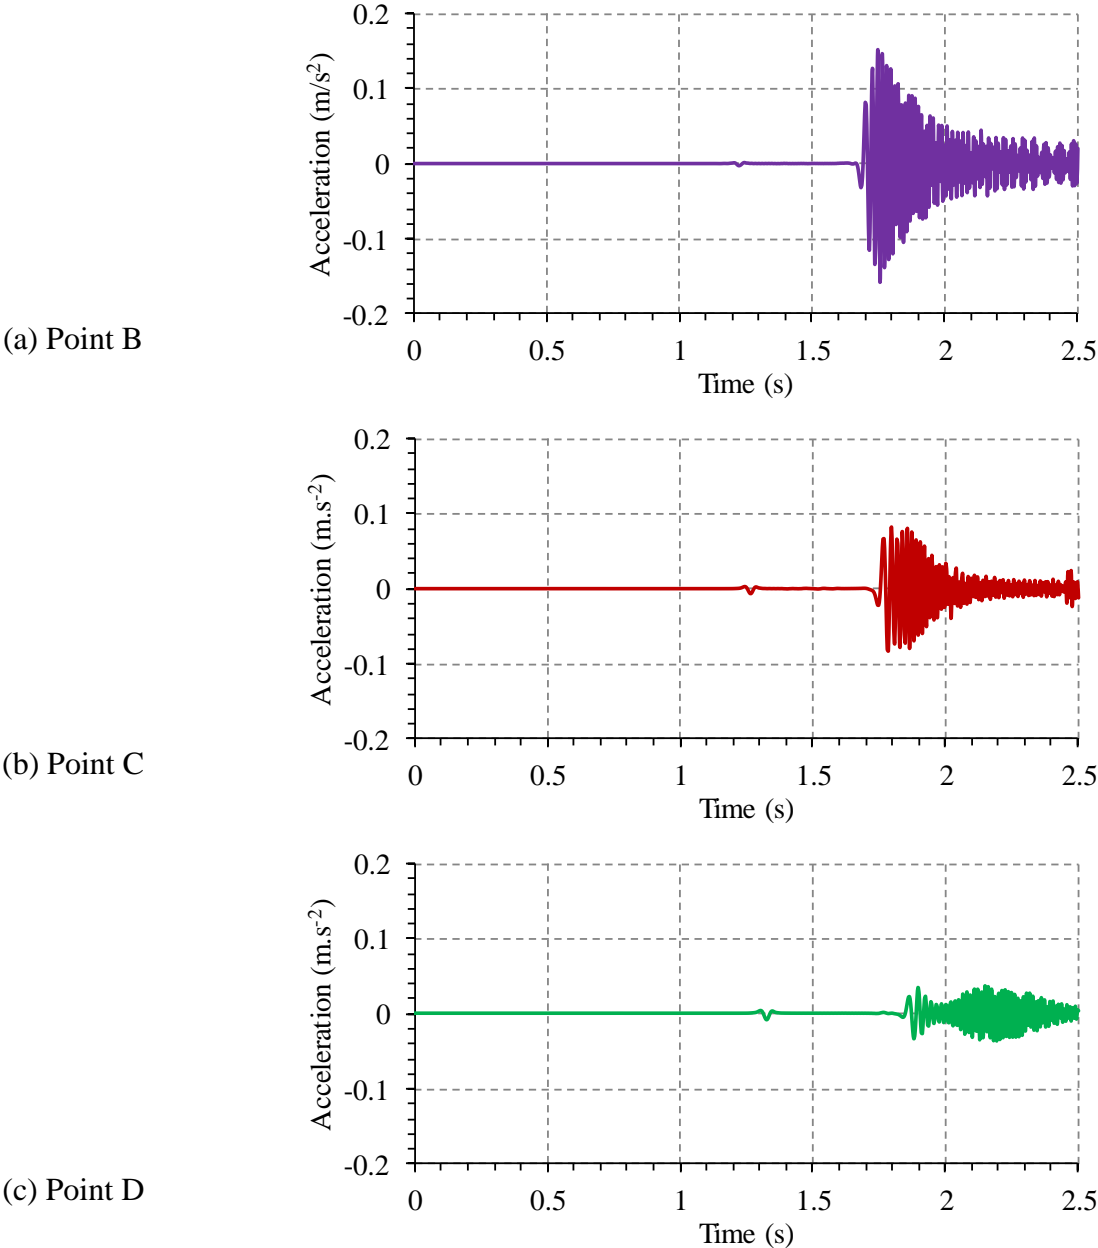 0.2
0.1
0
-0.1
-0.2
Acceleration (m/s²)
0 0.5 1 1.5 2 2.5
Time (s)
(a) Point B
0.2
0.1
0
-0.1
-0.2
Acceleration (m.s⁻²)
0 0.5 1 1.5 2 2.5
Time (s)
(b) Point C
0.2
0.1
0
-0.1
-0.2
Acceleration (m.s⁻²)
0 0.5 1 1.5 2 2.5
Time (s)
(c) Point D